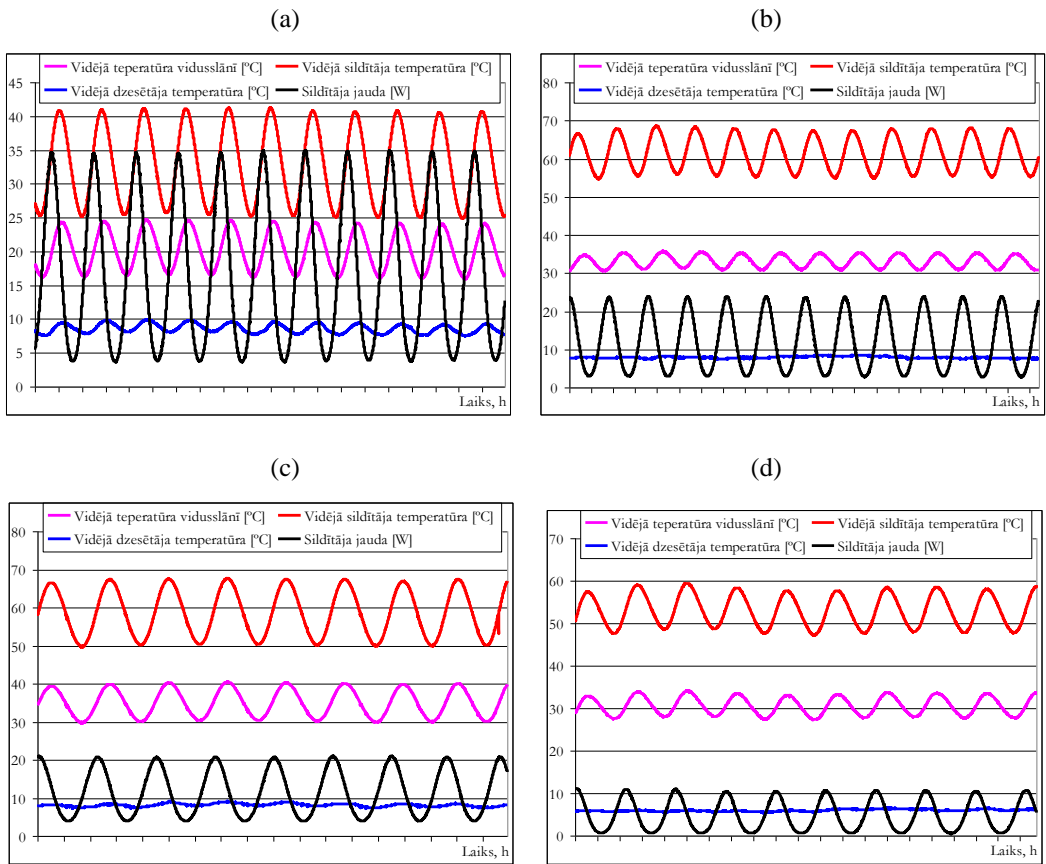 (a)
(b)
Vidējā teperatūra vidusslānī [ºC] Vidējā sildītāja temperatūra [ºC]
Vidējā dzesētāja temperatūra [ºC] Sildītāja jauda [W]
45
40
35
30
25
20
15
10
5
0
Laiks, h
Vidējā teperatūra vidusslānī [ºC] Vidējā sildītāja temperatūra [ºC]
Vidējā dzesētāja temperatūra [ºC] Sildītāja jauda [W]
80
70
60
50
40
30
20
10
0
Laiks, h
(c)
(d)
Vidējā teperatūra vidusslānī [ºC] Vidējā sildītāja temperatūra [ºC]
Vidējā dzesētāja temperatūra [ºC] Sildītāja jauda [W]
80
70
60
50
40
30
20
10
0
Laiks, h
Vidējā teperatūra vidusslānī [ºC] Vidējā sildītāja temperatūra [ºC]
Vidējā dzesētāja temperatūra [ºC] Sildītāja jauda [W]
70
60
50
40
30
20
10
0
Laiks, h